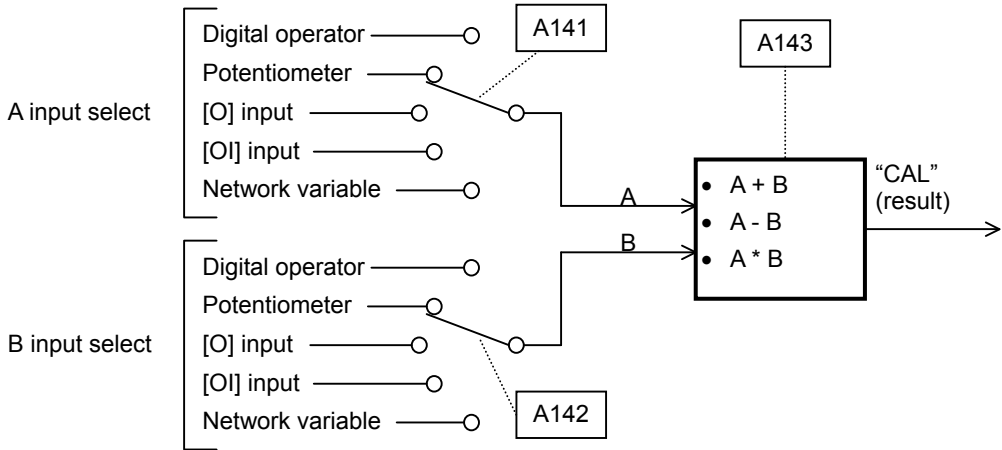 A input select
Digital operator
Potentiometer
[O] input
[OI] input
Network variable
A141
A143
A
B
• A + B
• A - B
• A * B
“CAL”
(result)
B input select
Digital operator
Potentiometer
[O] input
[OI] input
Network variable
A142